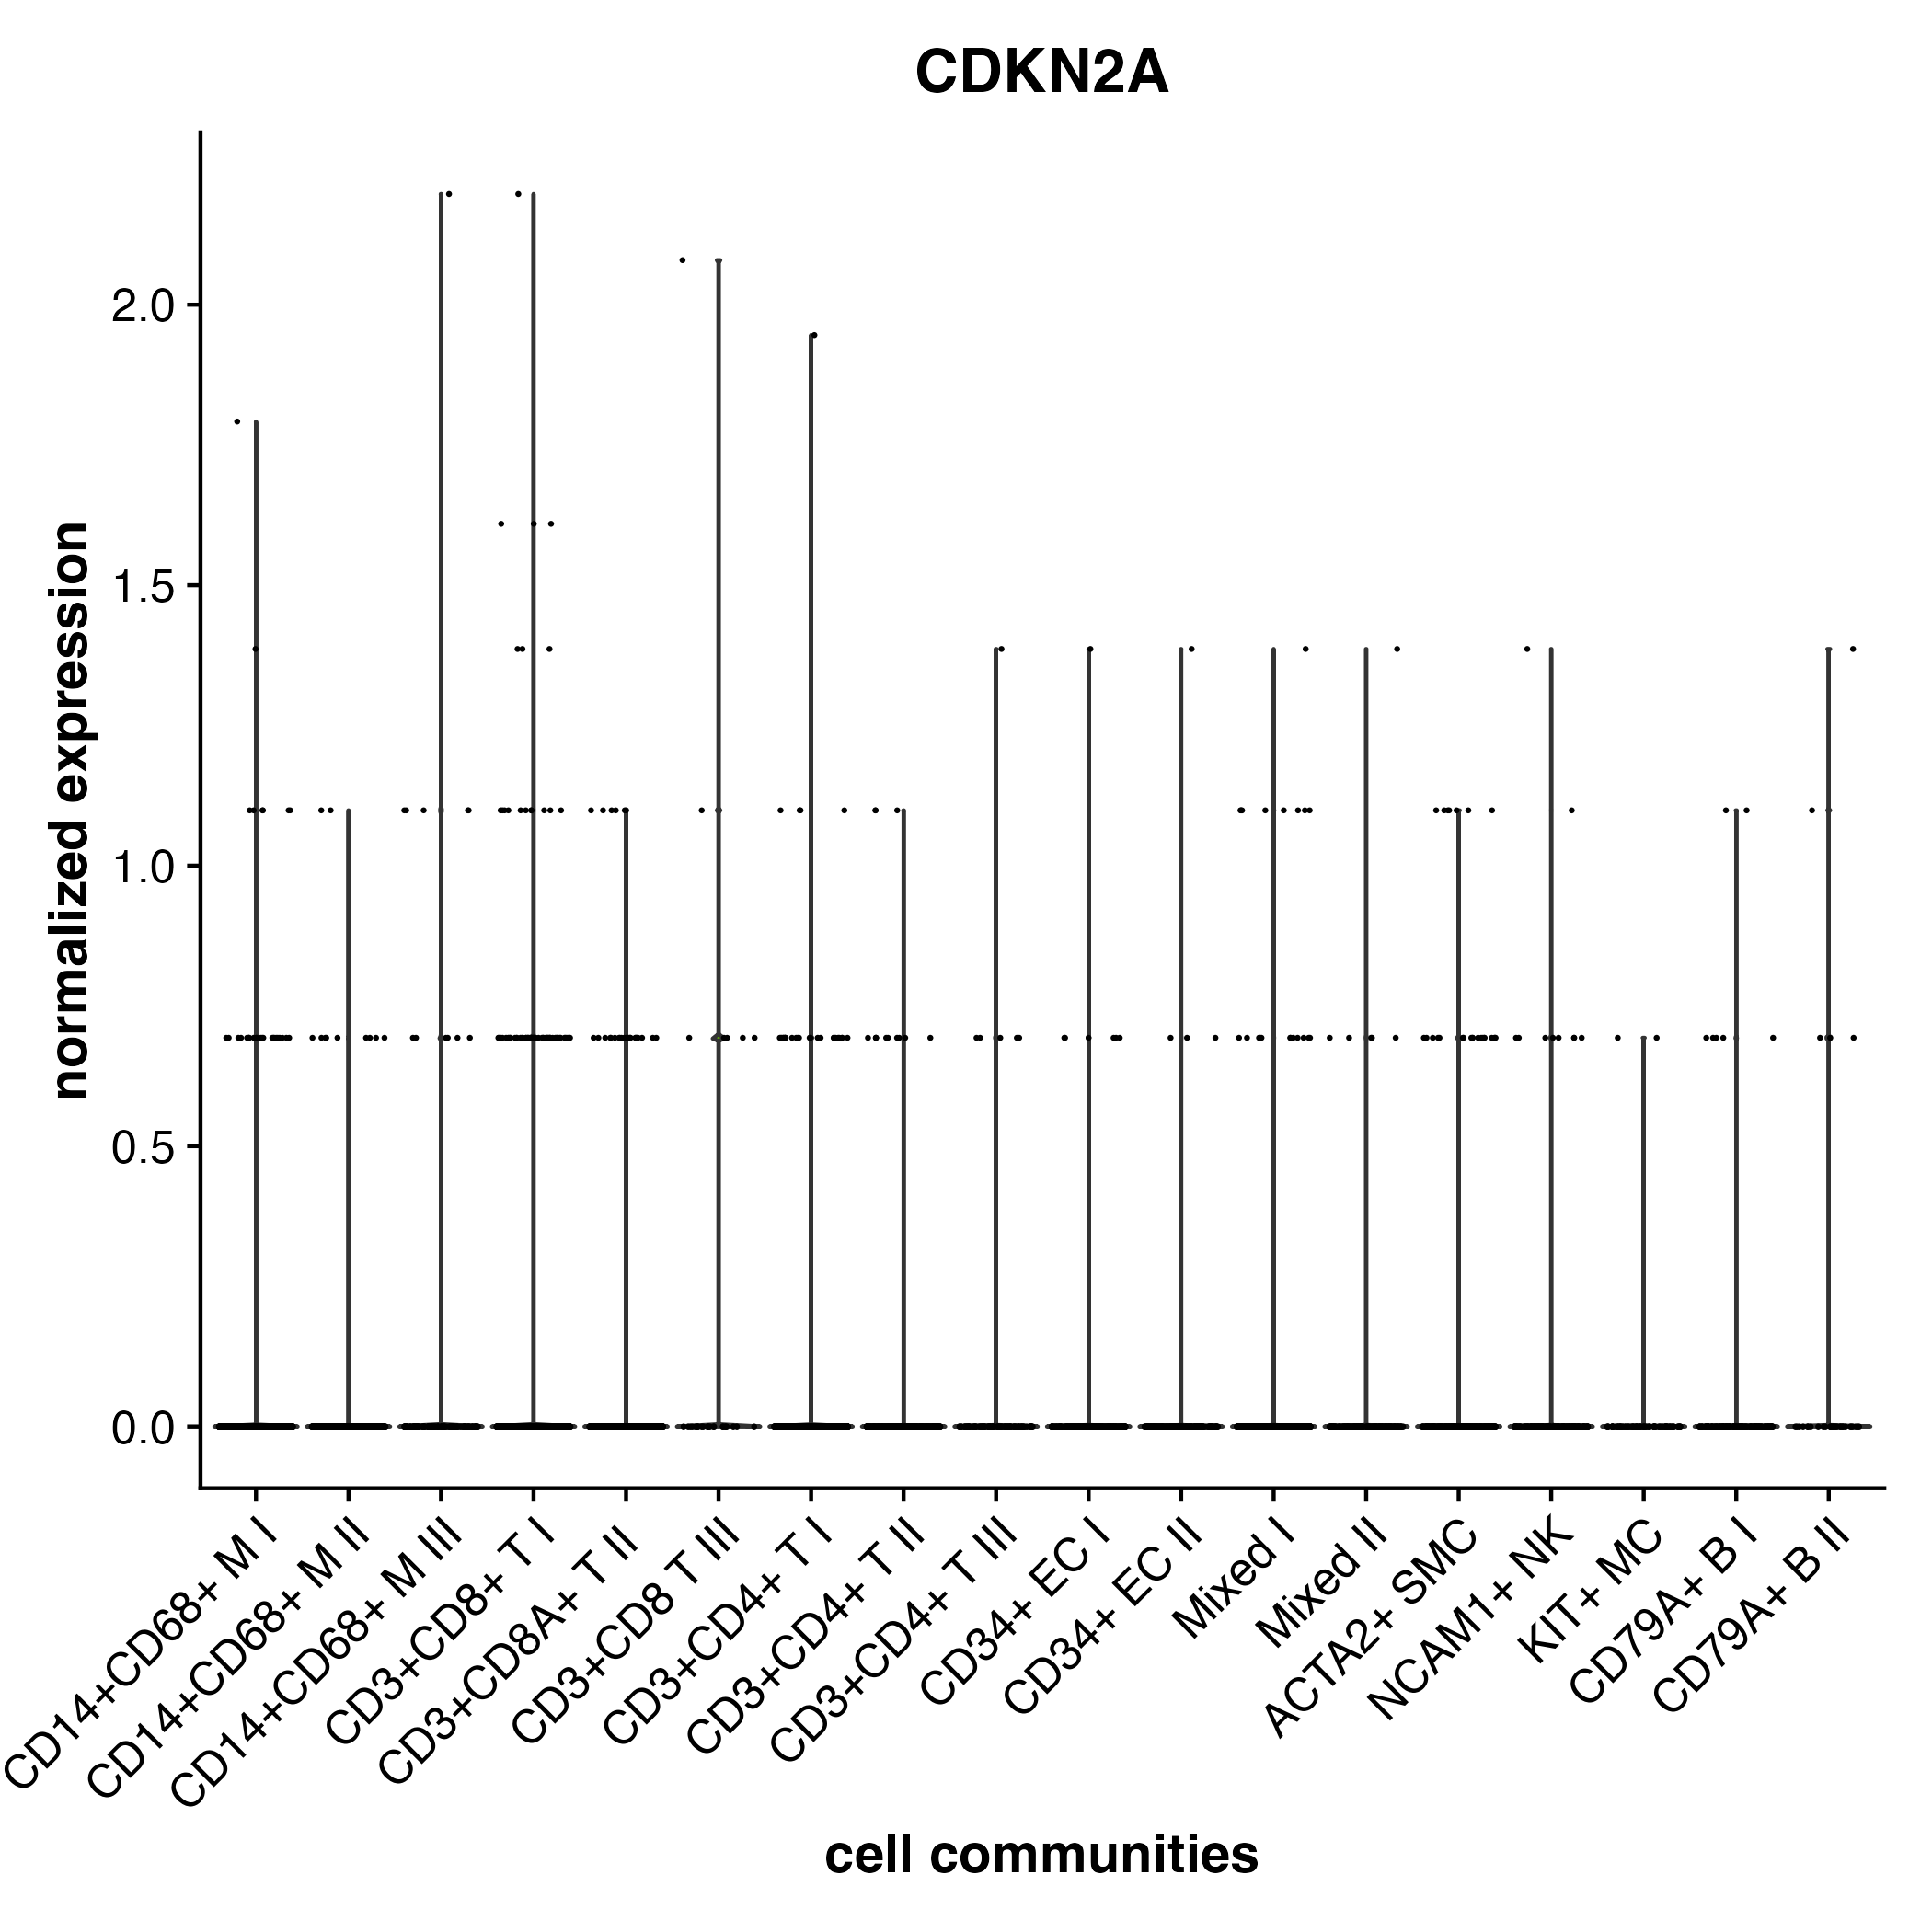 CDKN2A
normalized expression
2.0
1.5
1.0
0.5
0.0
CD14+CD68+ M I
CD14+CD68+ M II
CD14+CD68+ M III
CD3+CD8+ T I
CD3+CD8A+ T II
CD3+CD8 T III
CD3+CD4+ T I
CD3+CD4+ T II
CD3+CD4+ T III
CD34+ EC I
CD34+ EC II
Mixed I
Mixed II
ACTA2+ SMC
NCAM1+ NK
KIT+ MC
CD79A+ B I
CD79A+ B II
cell communities